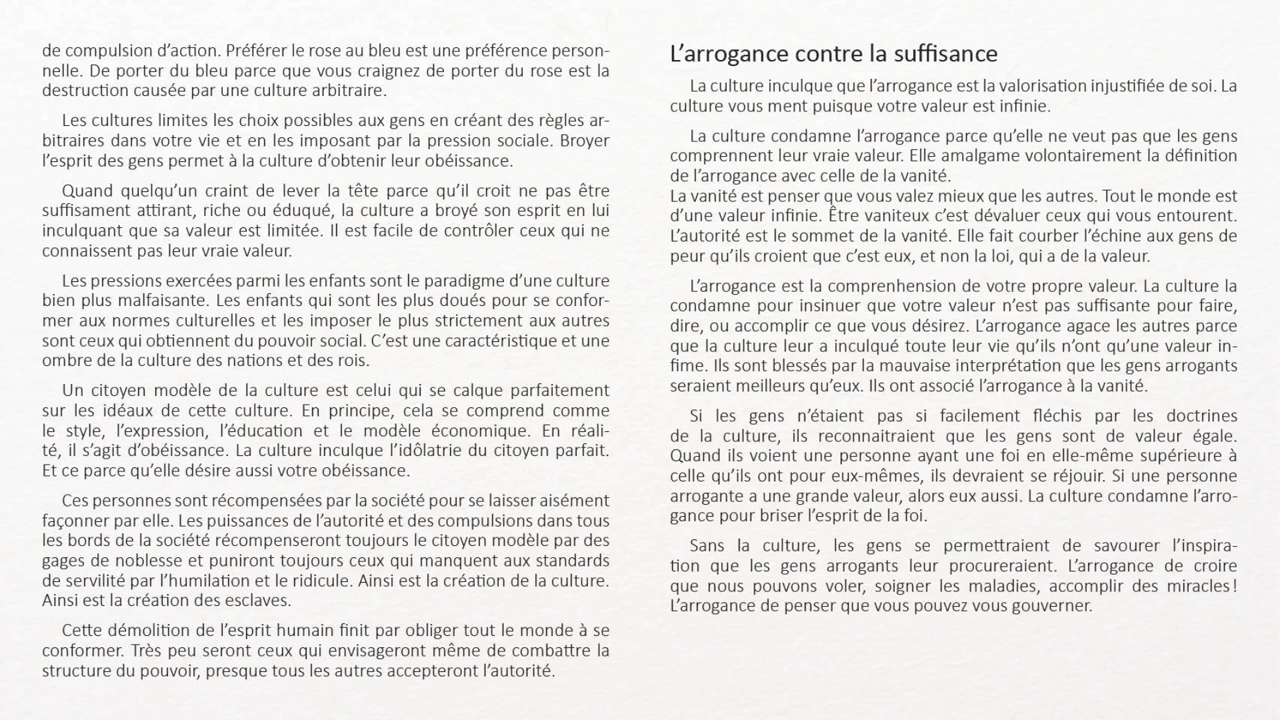 de compulsion d’action. Préférer le rose au bleu est une préférence person-
nelle. De porter du bleu parce que vous craignez de porter du rose est la
destruction causée par une culture arbitraire.
Les cultures limites les choix possibles aux gens en créant des règles ar-
bitraires dans votre vie et en les imposant par la pression sociale. Broyer
l’esprit des gens permet à la culture d’obtenir leur obéissance.
Quand quelqu’un craint de lever la tête parce qu’il croit ne pas être
suffisament attirant, riche ou éduqué, la culture a broyé son esprit en lui
inculquant que sa valeur est limitée. Il est facile de contrôler ceux qui ne
connaissent pas leur vraie valeur.
Les pressions exercées parmi les enfants sont le paradigme d’une culture
bien plus malfaisante. Les enfants qui sont les plus doués pour se confor-
mer aux normes culturelles et les imposer le plus strictement aux autres
sont ceux qui obtiennent du pouvoir social. C’est une caractéristique et une
ombre de la culture des nations et des rois.
Un citoyen modèle de la culture est celui qui se calque parfaitement
sur les idéaux de cette culture. En principe, cela se comprend comme
le style, l’expression, l’éducation et le modèle économique. En réali-
té, il s’agit d’obéissance. La culture inculque l’idôlatrie du citoyen parfait.
Et ce parce qu’elle désire aussi votre obéissance.
Ces personnes sont récompensées par la société pour se laisser aisément
façonner par elle. Les puissances de l’autorité et des compulsions dans tous
les bords de la société récompenseront toujours le citoyen modèle par des
gages de noblesse et puniront toujours ceux qui manquent aux standards
de servilité par l’humilation et le ridicule. Ainsi est la création de la culture.
Ainsi est la création des esclaves.
Cette démolition de l’esprit humain finit par obliger tout le monde à se
conformer. Très peu seront ceux qui envisageront même de combattre la
structure du pouvoir, presque tous les autres accepteront l’autorité.
L’arrogance contre la suffisance
La culture inculque que l’arrogance est la valorisation injustifiée de soi. La
culture vous ment puisque votre valeur est infinie.
La culture condamne l’arrogance parce qu’elle ne veut pas que les gens
comprennent leur vraie valeur. Elle amalgame volontairement la définition
de l’arrogance avec celle de la vanité.
La vanité est penser que vous valez mieux que les autres. Tout le monde est
d’une valeur infinie. Être vaniteux c’est dévaluer ceux qui vous entourent.
L’autorité est le sommet de la vanité. Elle fait courber l’échine aux gens de
peur qu’ils croient que c’est eux, et non la loi, qui a de la valeur.
L’arrogance est la comprenhension de votre propre valeur. La culture la
condamne pour insinuer que votre valeur n’est pas suffisante pour faire,
dire, ou accomplir ce que vous désirez. L’arrogance agace les autres parce
que la culture leur a inculqué toute leur vie qu’ils n’ont qu’une valeur in-
fime. Ils sont blessés par la mauvaise interprétation que les gens arrogants
seraient meilleurs qu’eux. Ils ont associé l’arrogance à la vanité.
Si les gens n’étaient pas si facilement fléchis par les doctrines
de la culture, ils reconnaitraient que les gens sont de valeur égale.
Quand ils voient une personne ayant une foi en elle-même supérieure à
celle qu’ils ont pour eux-mêmes, ils devraient se réjouir. Si une personne
arrogante a une grande valeur, alors eux aussi. La culture condamne l’arro-
gance pour briser l’esprit de la foi.
Sans la culture, les gens se permettraient de savourer l’inspira-
tion que les gens arrogants leur procureraient. L’arrogance de croire
que nous pouvons voler, soigner les maladies, accomplir des miracles !
L’arrogance de penser que vous pouvez vous gouverner.